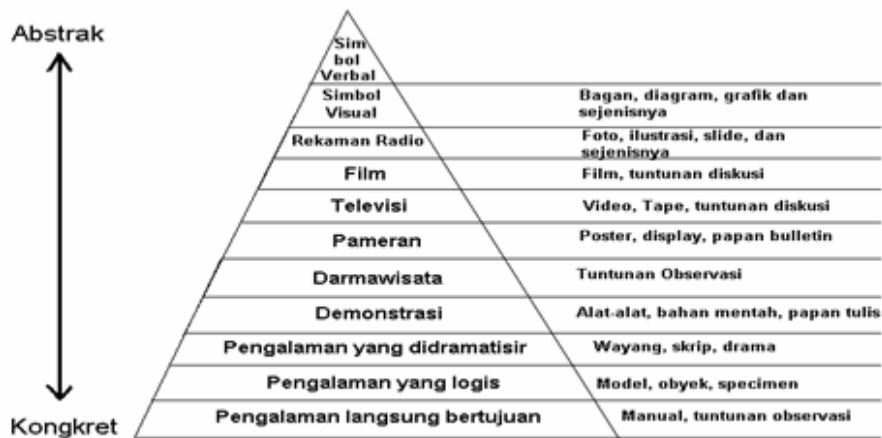 Abstrak
Sim
bol
Verbal
Simbol
Visual
Bagan, diagram, grafik dan
sejenisnya
Rekaman Radio
Foto, ilustrasi, slide, dan
sejenisnya
Film
Film, tuntunan diskusi
Televisi
Video, Tape, tuntunan diskusi
Pameran
Poster, display, papan bulletin
Darmawisata
Tuntunan Observasi
Demonstrasi
Alat-alat, bahan mentah, papan tulis
Pengalaman yang didramatisir
Wayang, skrip, drama
Pengalaman yang logis
Model, obyek, specimen
Pengalaman langsung bertujuan
Manual, tuntunan observasi
Kongkret